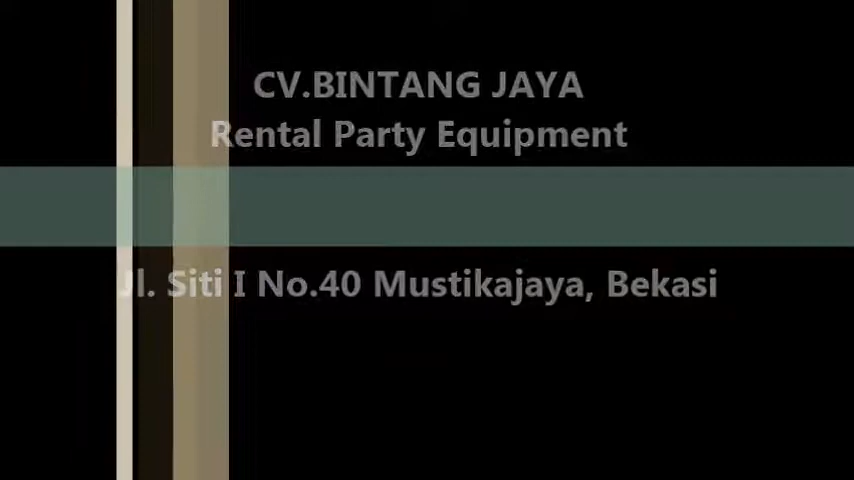 CV.BINTANG JAYA
Rental Party Equipment
Jl. Siti I No.40 Mustikajaya, Bekasi